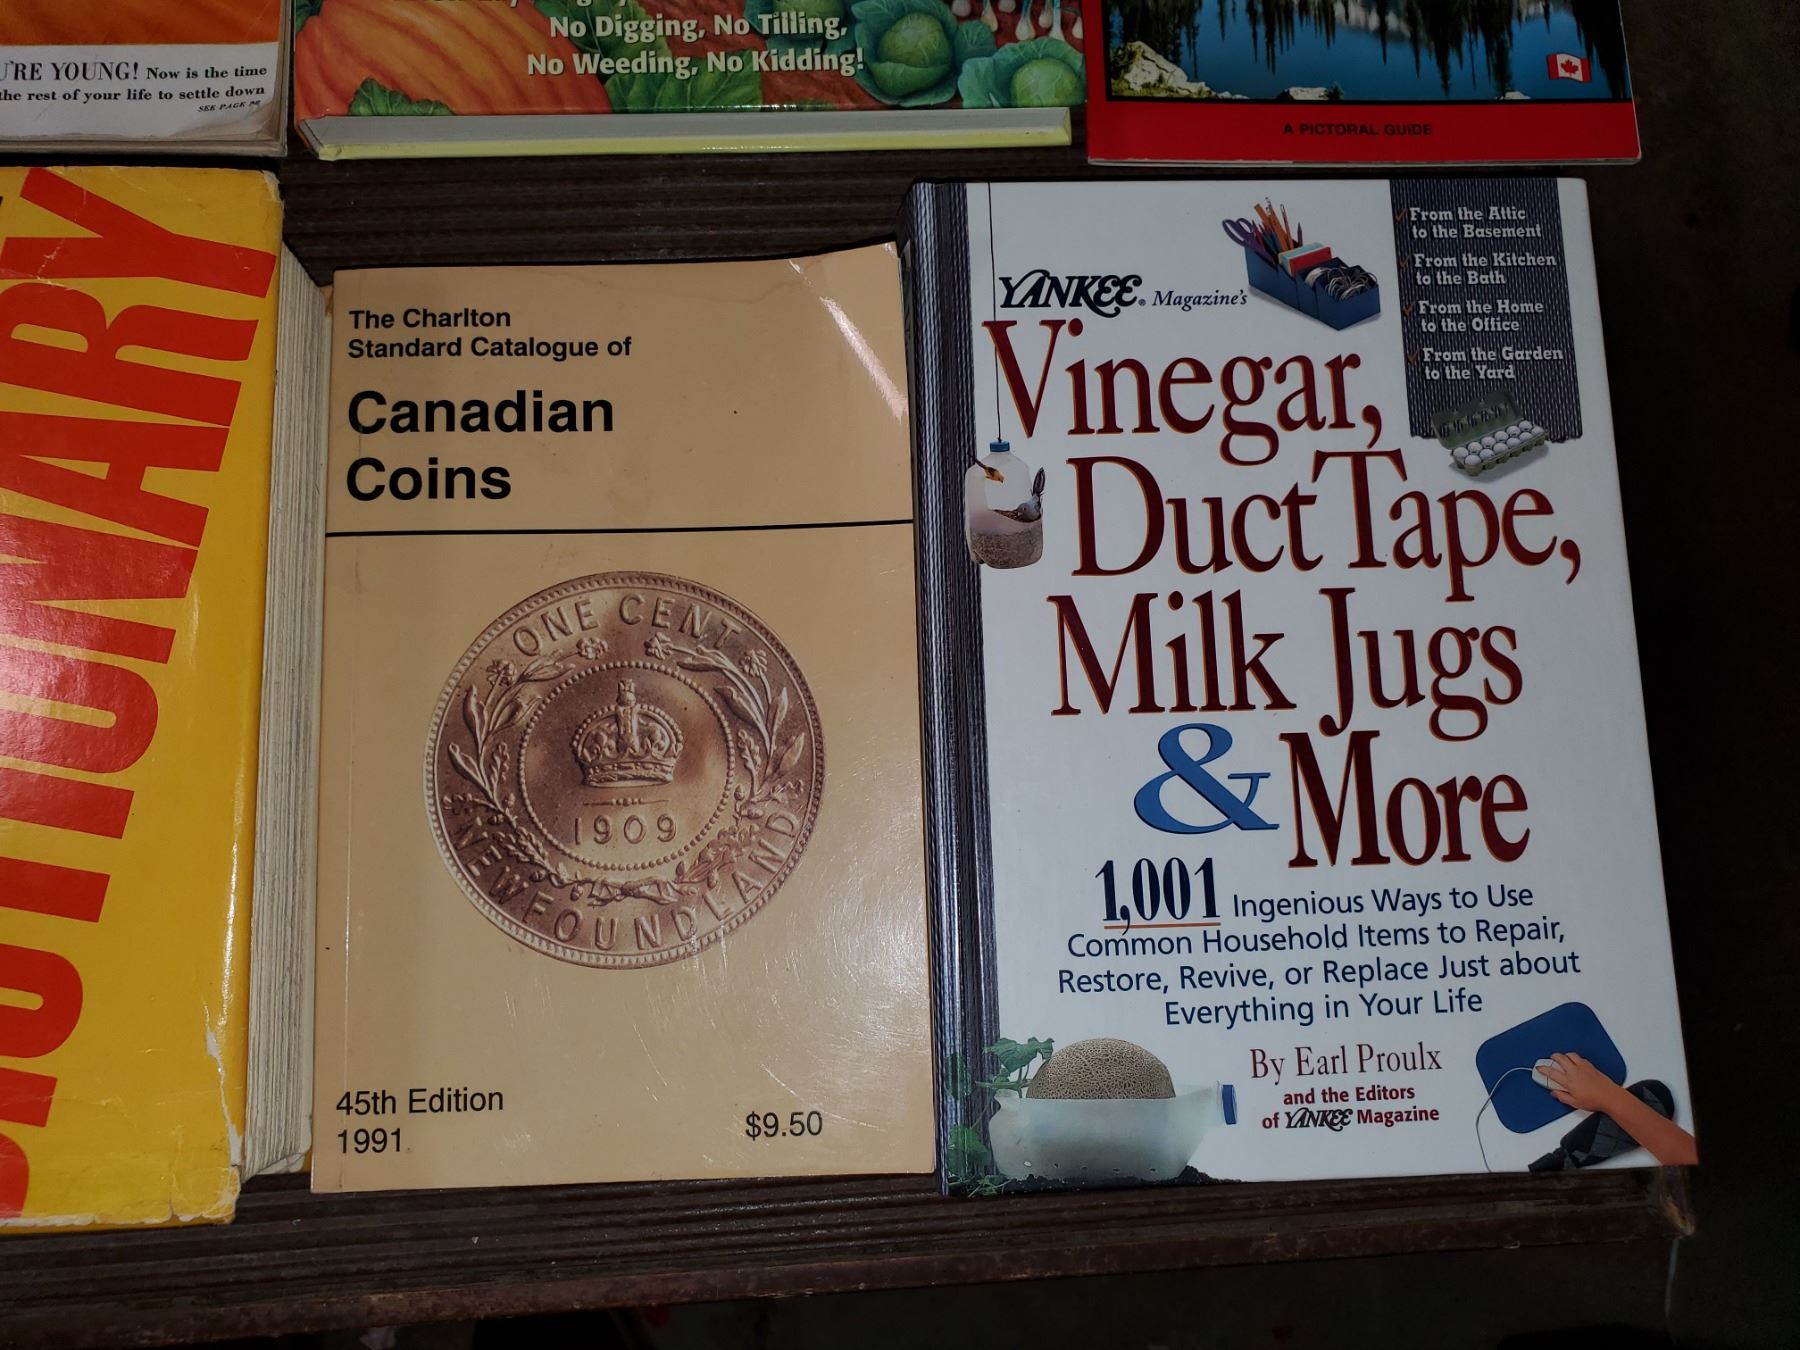 'RE YOUNG! Now is the time
the rest of your life to settle down
No Digging, No Tilling,
No Weeding, No Kidding!
A PICTORAL GUIDE
The Charlton
Standard Catalogue of
Canadian
Coins
ONE CENT
1909
NEWFOUNDLAND
45th Edition
1991
$9.50
YANKEE® Magazine's
Vinegar,
Duct Tape,
Milk Jugs
& More
From the Attic
to the Basement
From the Kitchen
to the Bath
From the Home
to the Office
From the Garden
to the Yard
1,001 Ingenious Ways to Use
Common Household Items to Repair,
Restore, Revive, or Replace Just about
Everything in Your Life
By Earl Proulx
and the Editors
of YANKEE Magazine